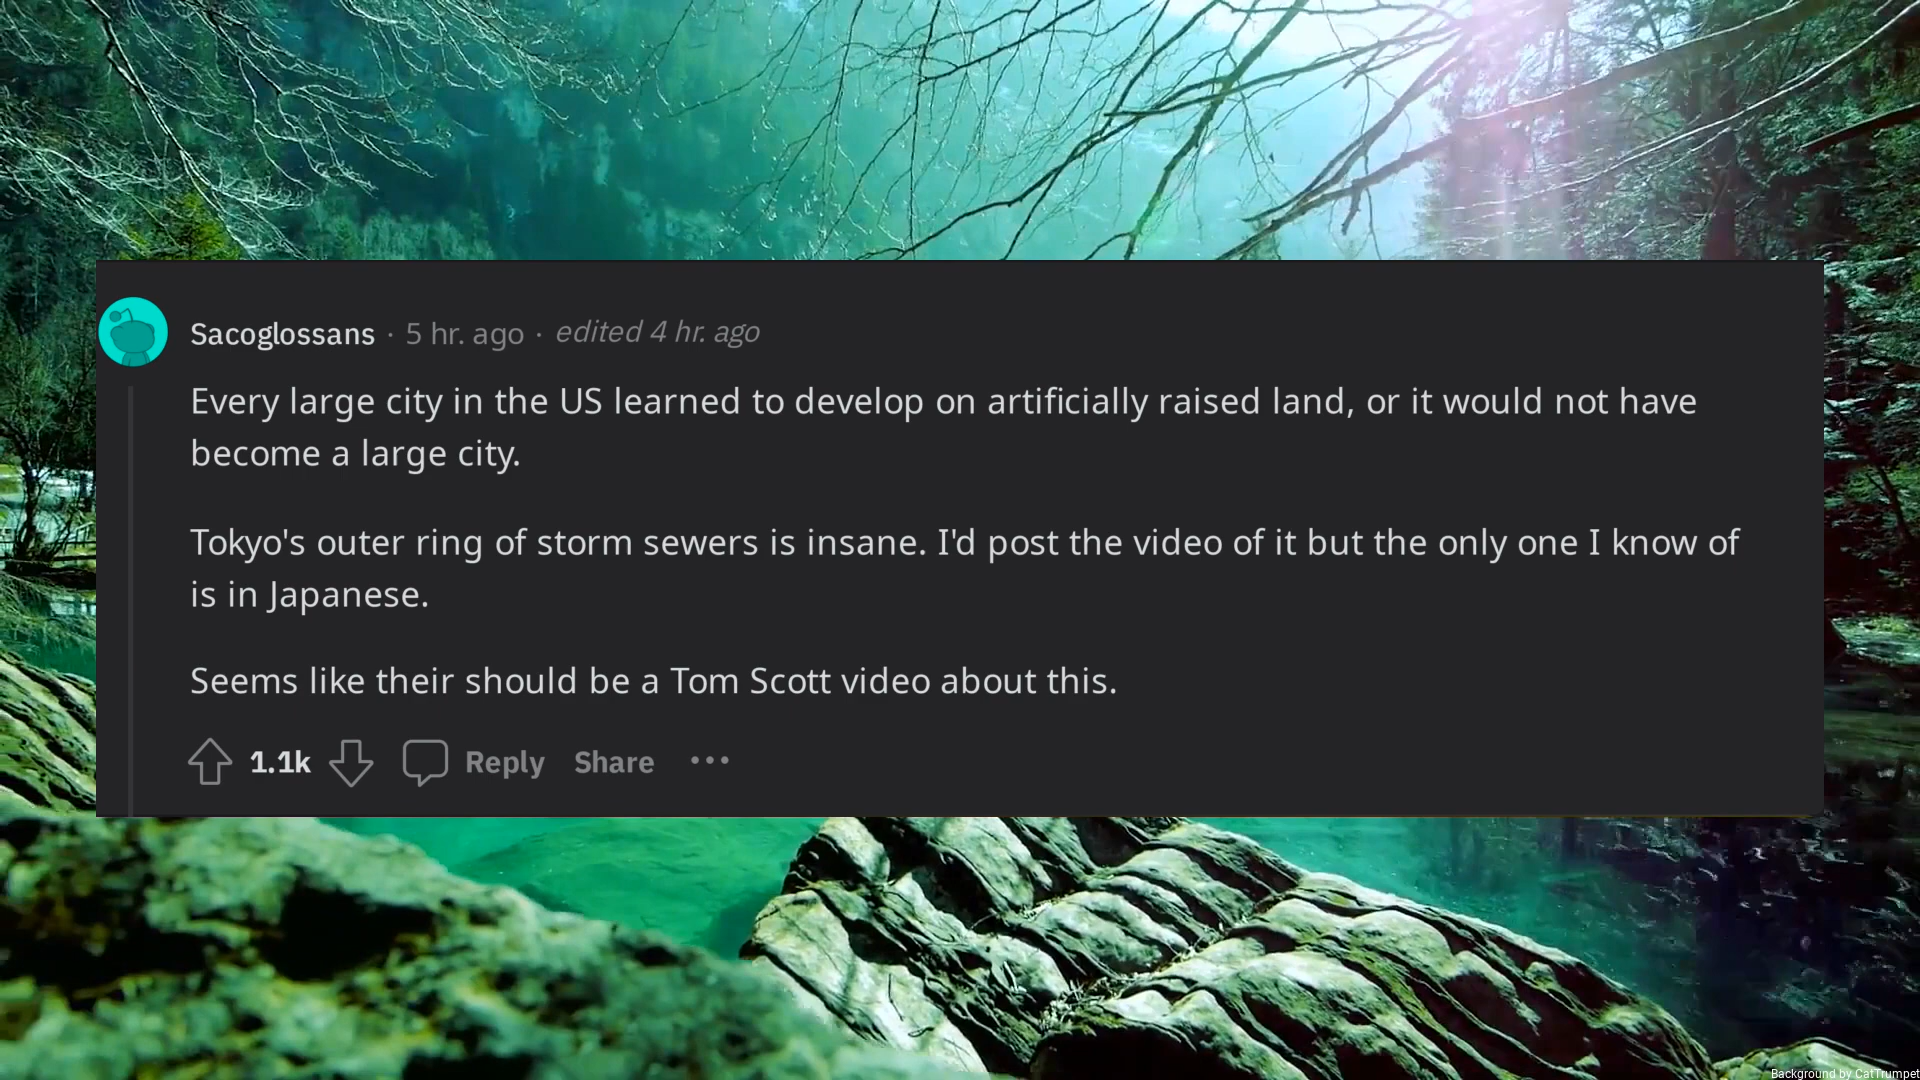 Sacoglossans · 5 hr. ago · edited 4 hr. ago
Every large city in the US learned to develop on artificially raised land, or it would not have
become a large city.
Tokyo's outer ring of storm sewers is insane. I'd post the video of it but the only one I know of
is in Japanese.
Seems like their should be a Tom Scott video about this.
1.1k Reply Share ···
Background by CatTrumpet